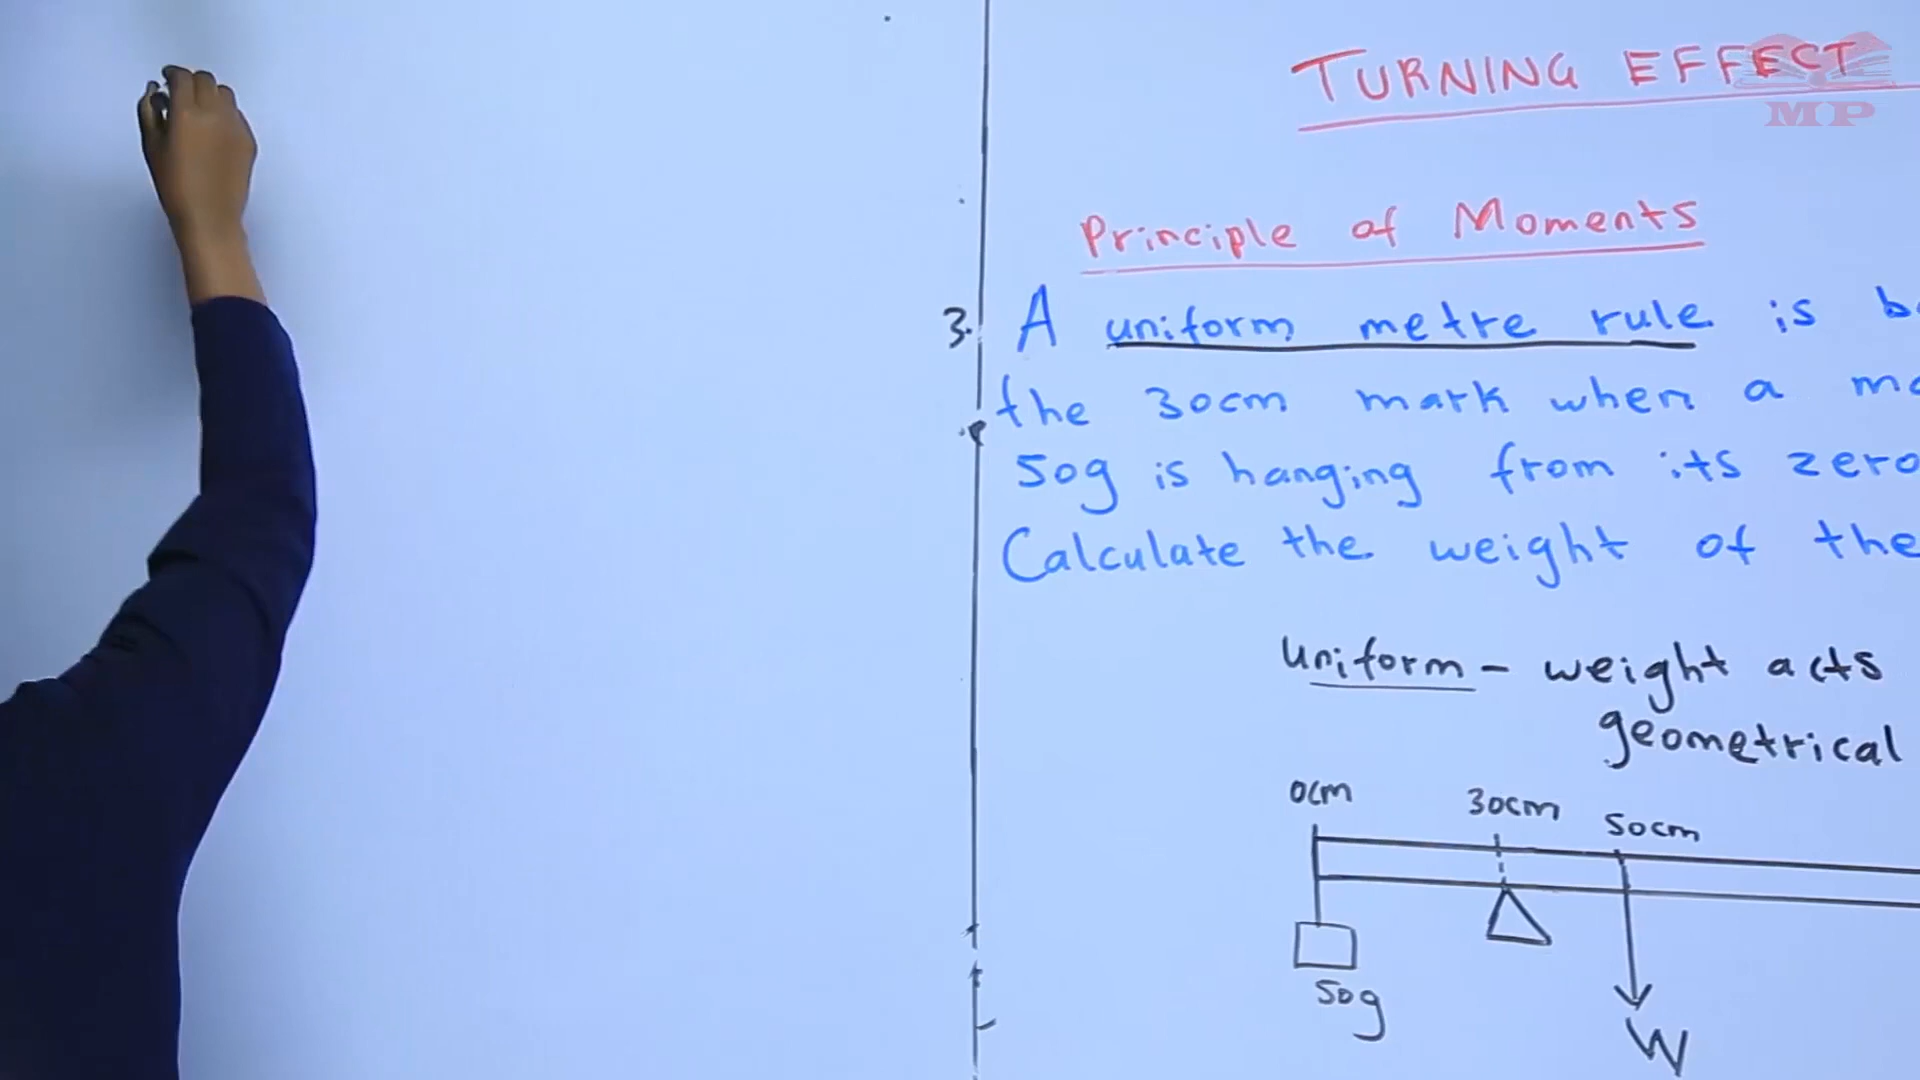 TURNING EFFECT
MP
Principle of Moments
3. A uniform metre rule is
the 30cm mark when a
50g is hanging from its zero
Calculate the weight of the
Uniform - weight acts
geometrical
0cm 30cm 50cm
50g
W